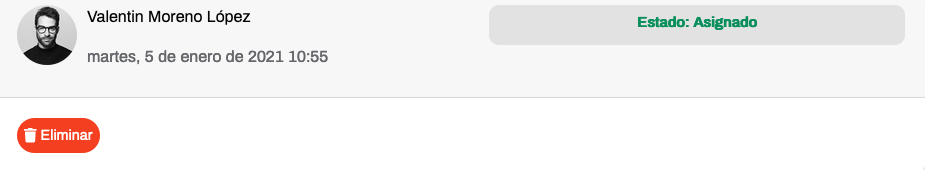 Valentin Moreno López
Estado: Asignado
martes, 5 de enero de 2021 10:55
Eliminar